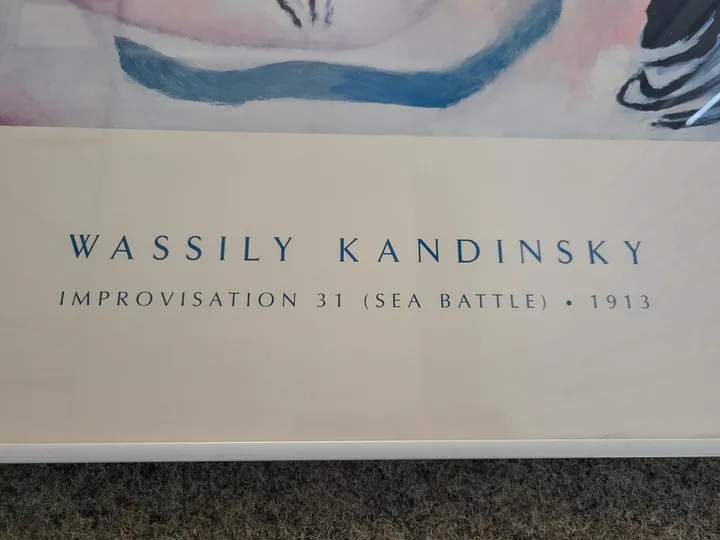 WASSILY KANDINSKY
IMPROVISATION 31 (SEA BATTLE) • 1913